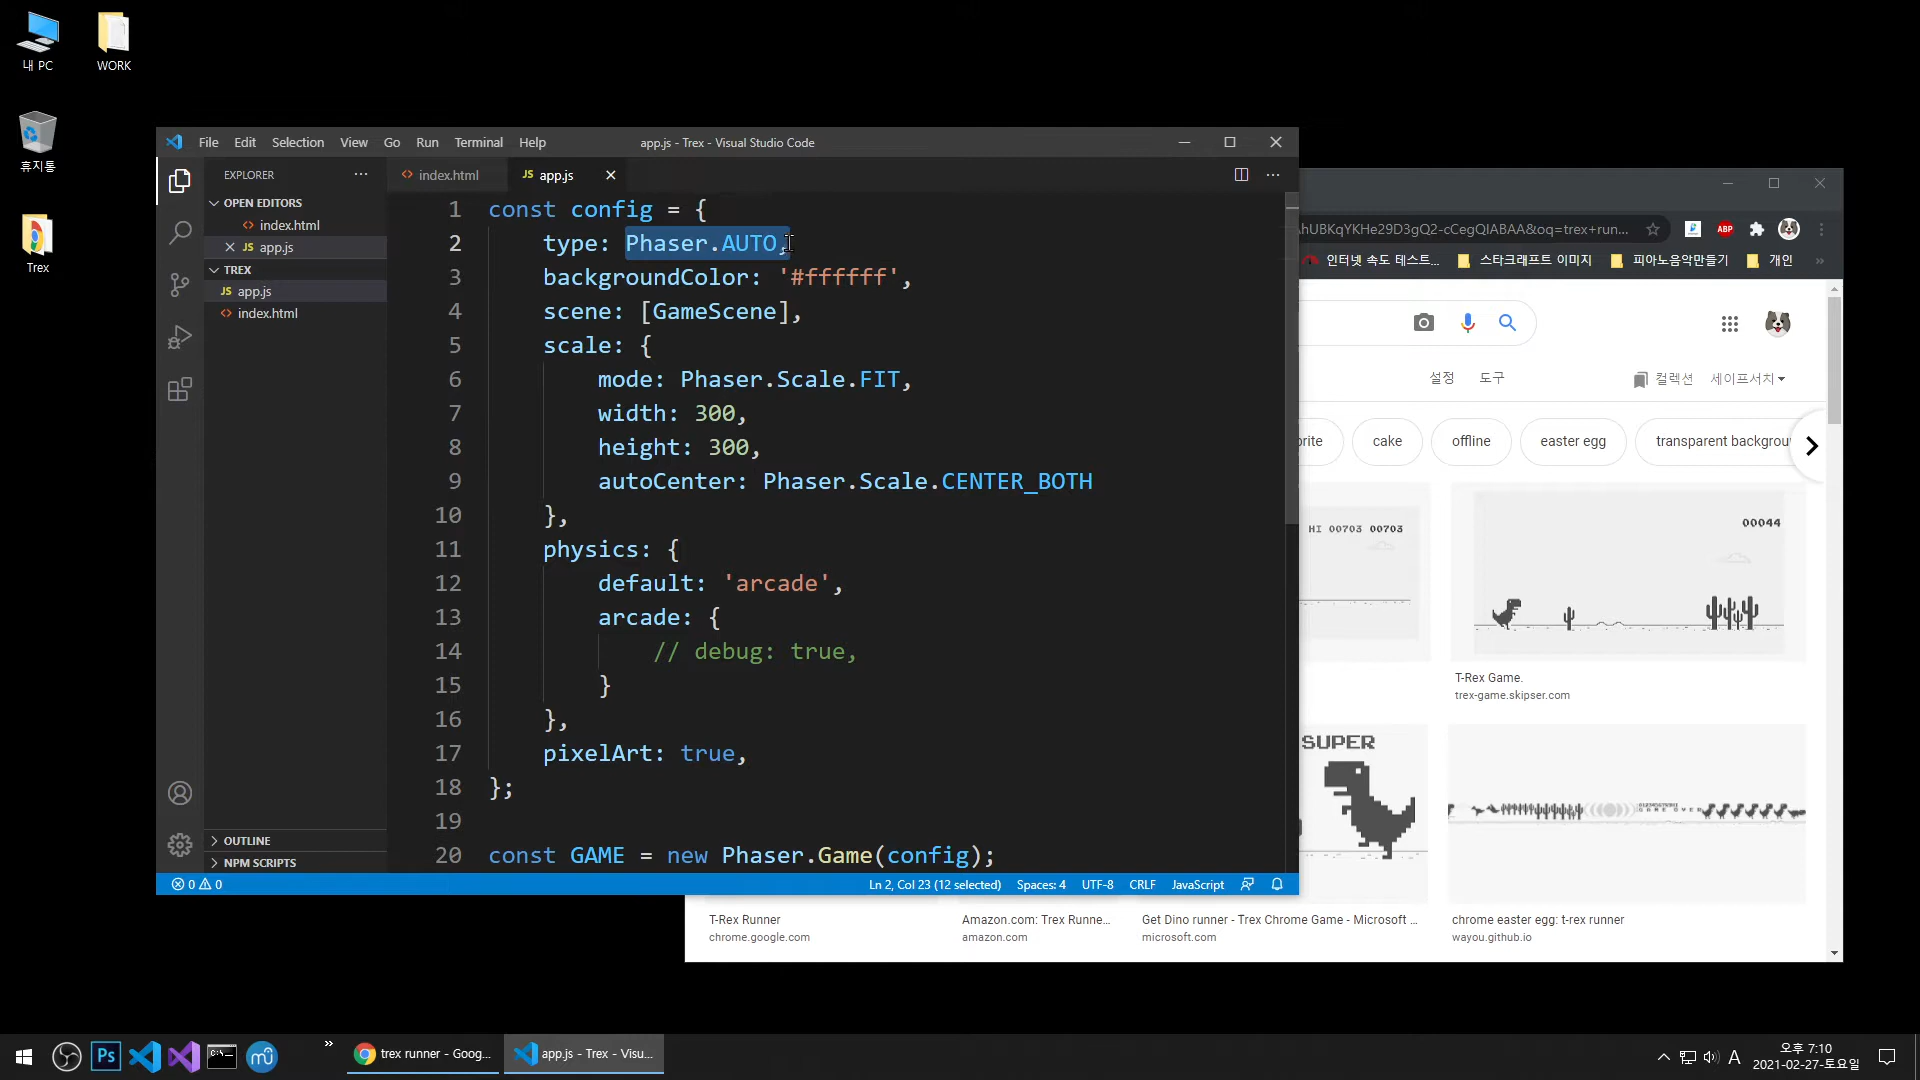 내 PC
WORK
휴지통
Trex
File Edit Selection View Go Run Terminal Help
app.js - Trex - Visual Studio Code
EXPLORER
OPEN EDITORS
index.html
JS app.js
TREX
JS app.js
index.html
OUTLINE
NPM SCRIPTS
index.html
JS app.js
1 const config = {
2 type: Phaser.AUTO,
3 backgroundColor: '#ffffff',
4 scene: [GameScene],
5 scale: {
6 mode: Phaser.Scale.FIT,
7 width: 300,
8 height: 300,
9 autoCenter: Phaser.Scale.CENTER_BOTH
10 },
11 physics: {
12 default: 'arcade',
13 arcade: {
14 // debug: true,
15 }
16 },
17 pixelArt: true,
18 };
19
20 const GAME = new Phaser.Game(config);
0 0
Ln 2, Col 23 (12 selected) Spaces: 4 UTF-8 CRLF JavaScript
hUBKqYKHe29D3gQ2-cCegQIABAA&oq=trex+run...
ABP
인터넷 속도 테스트... 스타크래프트 이미지 피아노음악만들기 개인 »
설정 도구
컬렉션 세이프서치
rite cake offline easter egg transparent backgrou
HI 00703 00703
00044
T-Rex Game.
trex-game.skipser.com
SUPER
GAME OVER
T-Rex Runner
chrome.google.com
Amazon.com: Trex Runne...
amazon.com
Get Dino runner - Trex Chrome Game - Microsoft ...
microsoft.com
chrome easter egg: t-rex runner
wayou.github.io
Ps
»
trex runner - Goog...
app.js - Trex - Visu...
A
오후 7:10
2021-02-27-토요일